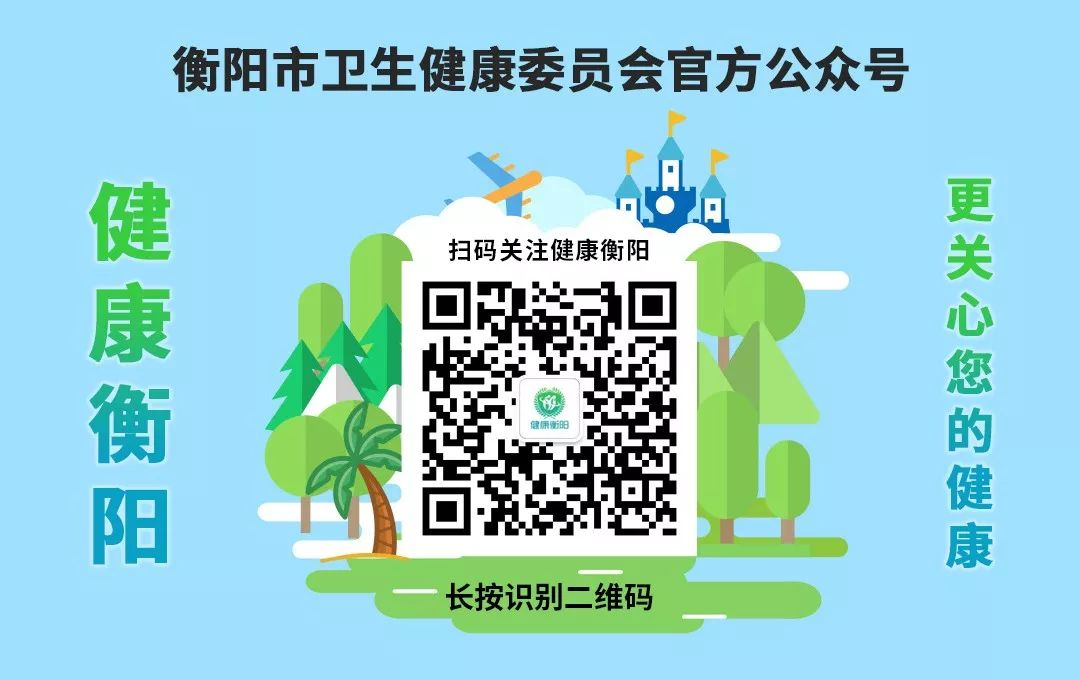 衡阳市卫生健康委员会官方公众号
健康衡阳
更关心您的健康
扫码关注健康衡阳
健康衡阳
长按识别二维码